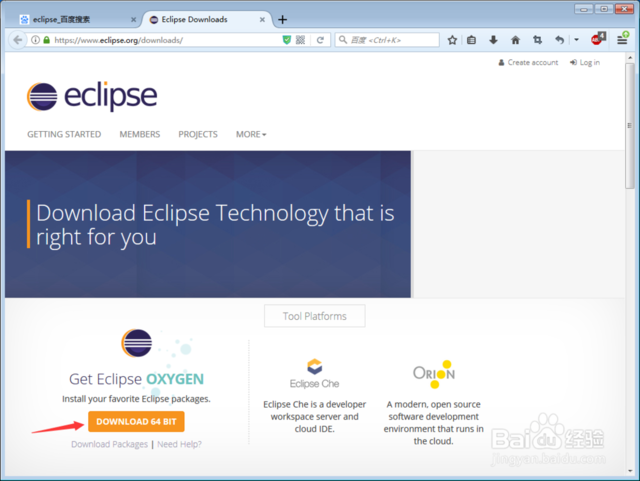 eclipse_百度搜索
Eclipse Downloads
https://www.eclipse.org/downloads/
百度 <Ctrl+K>
4
Create account
Log in
eclipse
GETTING STARTED
MEMBERS
PROJECTS
MORE
Download Eclipse Technology that is
right for you
Tool Platforms
Get Eclipse OXYGEN
Install your favorite Eclipse packages.
DOWNLOAD 64 BIT
Download Packages | Need Help?
Eclipse Che
Eclipse Che is a developer
workspace server and
cloud IDE.
ORION
A modern, open source
software development
environment that runs in
the cloud.
Baidu 经验
jingyan.baidu.com